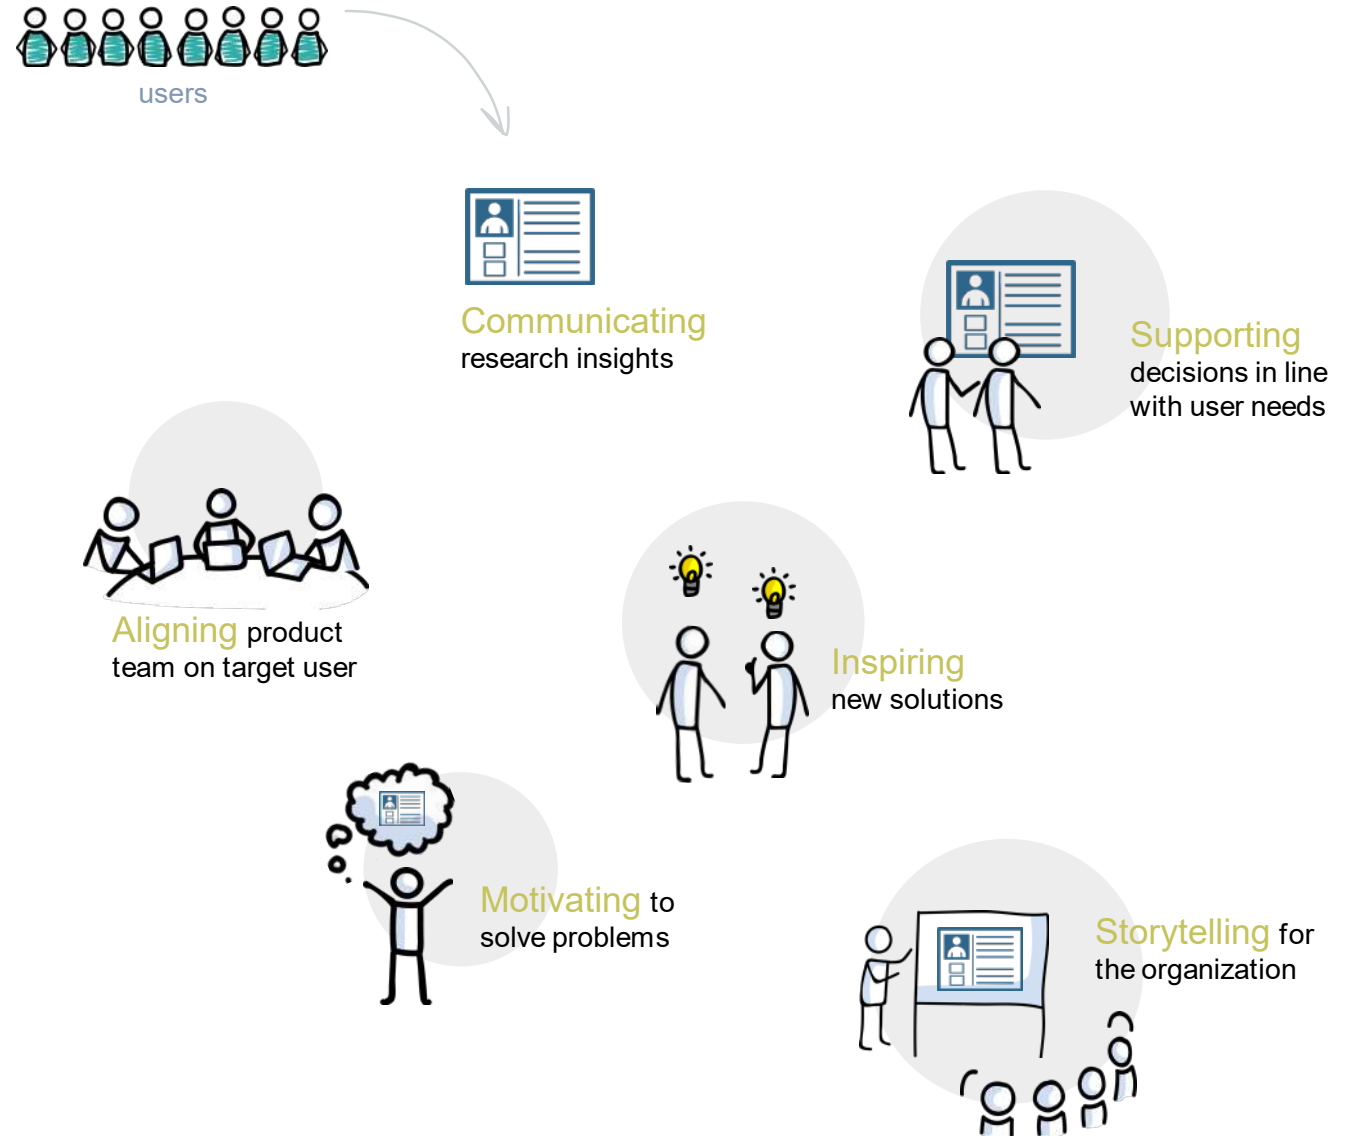 users
Communicating
research insights
Supporting
decisions in line
with user needs
Aligning product
team on target user
Inspiring
new solutions
Motivating to
solve problems
Storytelling for
the organization